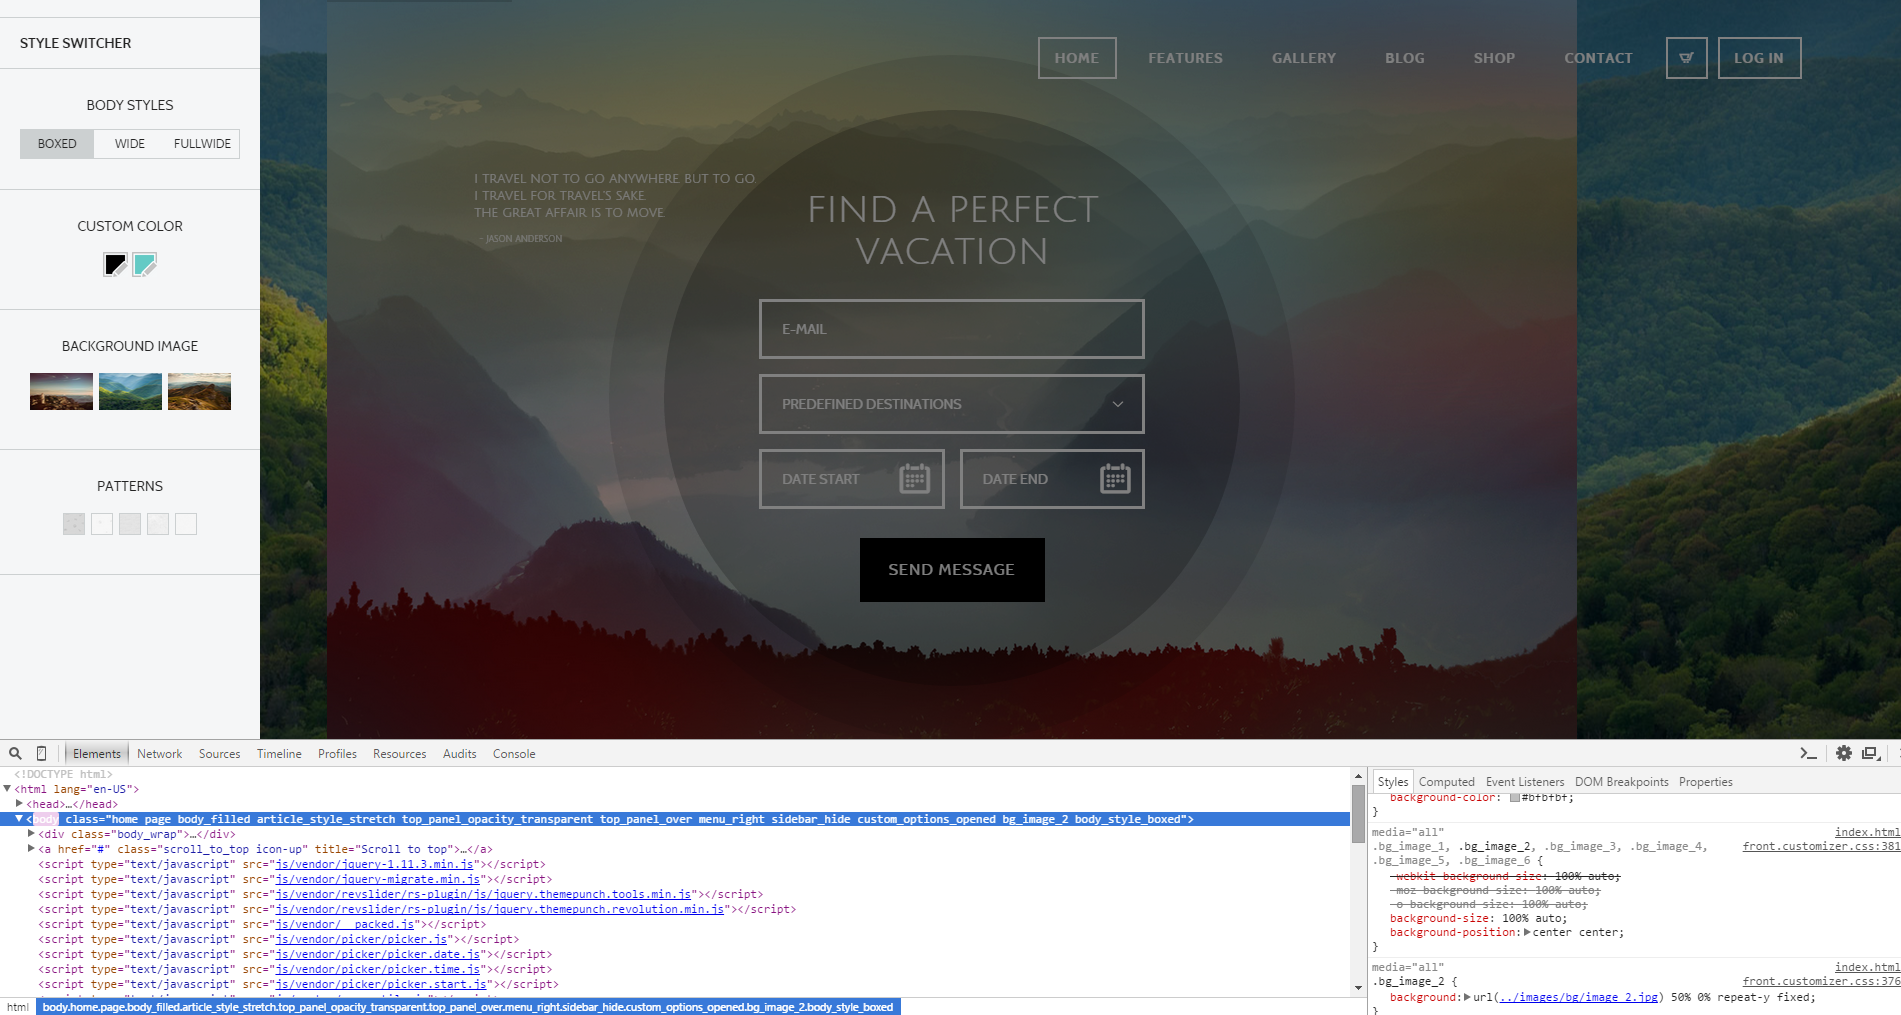 STYLE SWITCHER
BODY STYLES
BOXED WIDE FULLWIDE
CUSTOM COLOR
BACKGROUND IMAGE
PATTERNS
HOME FEATURES GALLERY BLOG SHOP CONTACT LOG IN
I TRAVEL NOT TO GO ANYWHERE, BUT TO GO.
I TRAVEL FOR TRAVEL'S SAKE.
THE GREAT AFFAIR IS TO MOVE.
- JASON ANDERSON
FIND A PERFECT
VACATION
E-MAIL
PREDEFINED DESTINATIONS
DATE START DATE END
SEND MESSAGE
Elements Network Sources Timeline Profiles Resources Audits Console
<!DOCTYPE html>
<html lang="en-US">
<head>…</head>
<body class="home page body_filled article_style_stretch top_panel_opacity_transparent top_panel_over menu_right sidebar_hide custom_options_opened bg_image_2 body_style_boxed">
<div class="body_wrap">…</div>
<a href="#" class="scroll_to_top icon-up" title="Scroll to top">…</a>
<script type="text/javascript" src="js/vendor/jquery-1.11.3.min.js"></script>
<script type="text/javascript" src="js/vendor/jquery-migrate.min.js"></script>
<script type="text/javascript" src="js/vendor/revslider/rs-plugin/js/jquery.themepunch.tools.min.js"></script>
<script type="text/javascript" src="js/vendor/revslider/rs-plugin/js/jquery.themepunch.revolution.min.js"></script>
<script type="text/javascript" src="js/vendor/__packed.js"></script>
<script type="text/javascript" src="js/vendor/picker/picker.js"></script>
<script type="text/javascript" src="js/vendor/picker/picker.date.js"></script>
<script type="text/javascript" src="js/vendor/picker/picker.time.js"></script>
<script type="text/javascript" src="js/vendor/picker/picker.start.js"></script>
html body.home.page.body_filled.article_style_stretch.top_panel_opacity_transparent.top_panel_over.menu_right.sidebar_hide.custom_options_opened.bg_image_2.body_style_boxed
Styles Computed Event Listeners DOM Breakpoints Properties
background-color: #bfbfbf;
}
media="all" index.html
.bg_image_1, .bg_image_2, .bg_image_3, .bg_image_4, front.customizer.css:381
.bg_image_5, .bg_image_6 {
-webkit-background-size: 100% auto;
-moz-background-size: 100% auto;
-o-background-size: 100% auto;
background-size: 100% auto;
background-position: center center;
}
media="all" index.html
.bg_image_2 { front.customizer.css:376
background: url(../images/bg/image_2.jpg) 50% 0% repeat-y fixed;
}